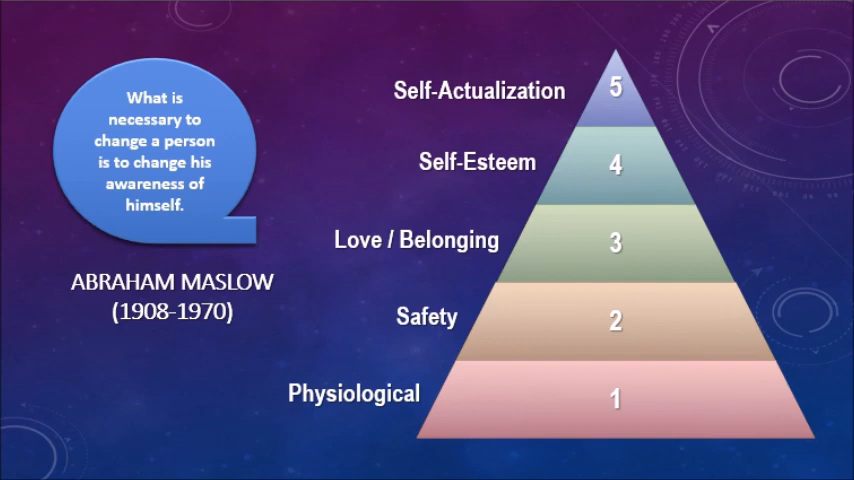 What is
necessary to
change a person
is to change his
awareness of
himself.
ABRAHAM MASLOW
(1908-1970)
Self-Actualization 5
Self-Esteem 4
Love / Belonging 3
Safety 2
Physiological 1